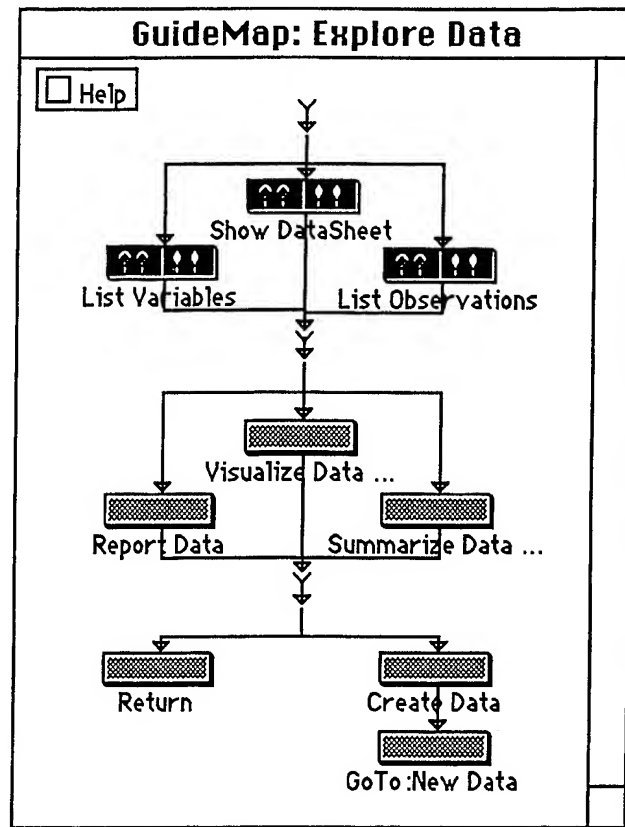 GuideMap: Explore Data
Help
Show DataSheet
List Variables
List Observations
Visualize Data ...
Report Data
Summarize Data ...
Return
Create Data
GoTo:New Data